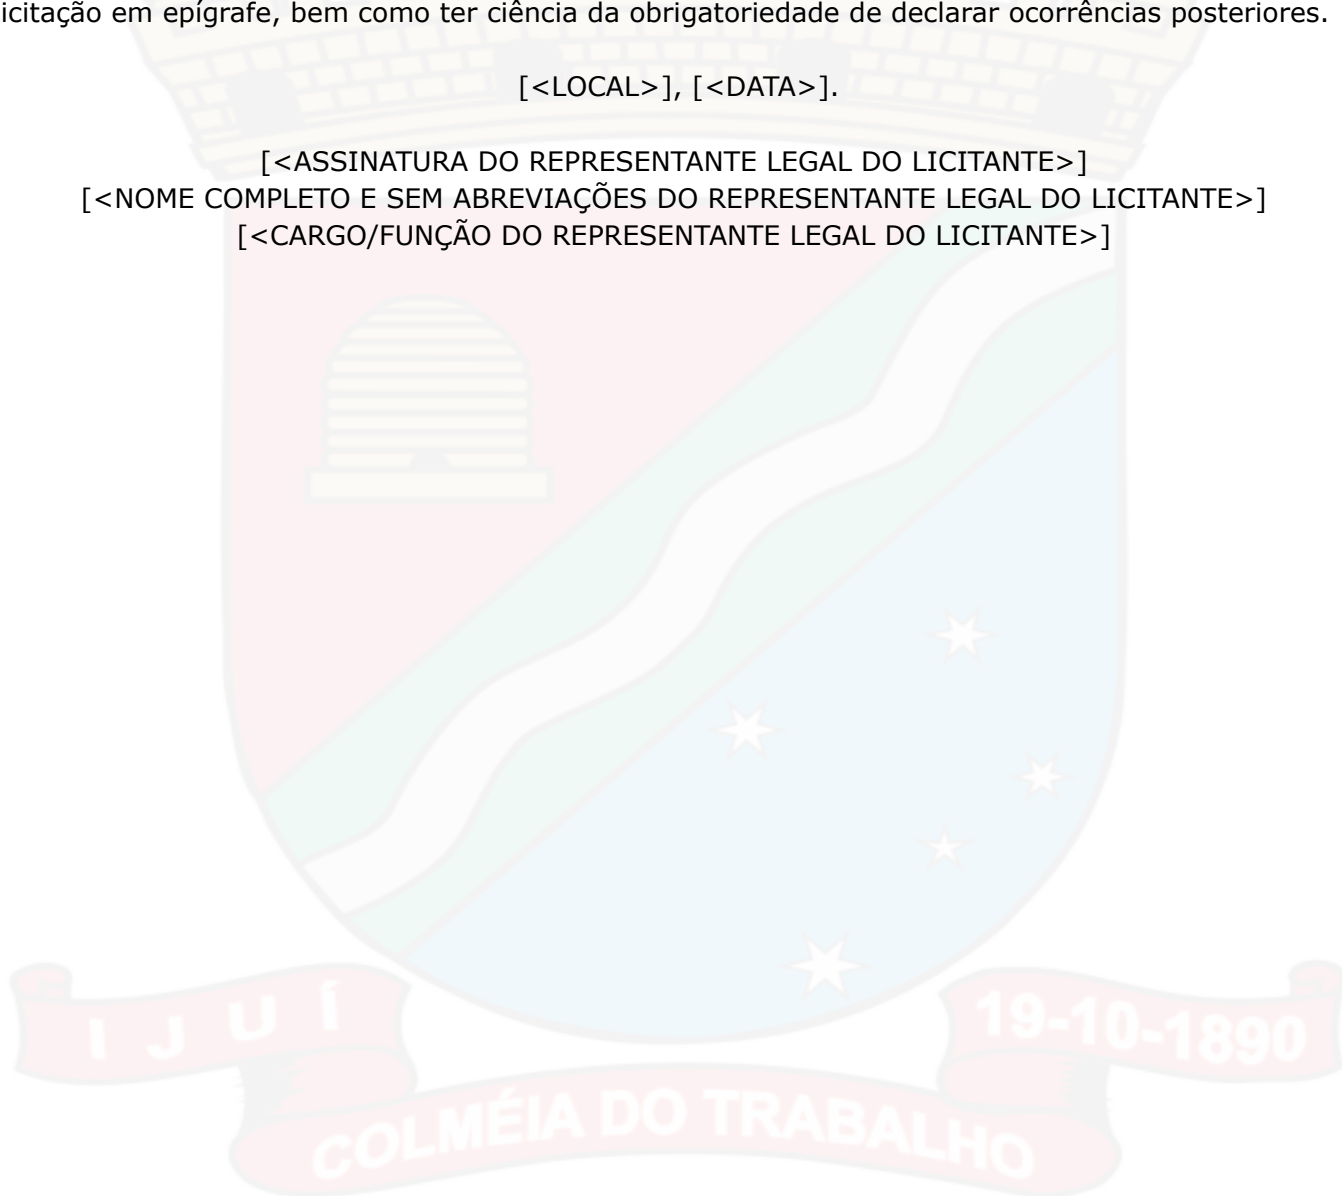 icitação em epígrafe, bem como ter ciência da obrigatoriedade de declarar ocorrências posteriores.
[<LOCAL>], [<DATA>].
[<ASSINATURA DO REPRESENTANTE LEGAL DO LICITANTE>]
[<NOME COMPLETO E SEM ABREVIAÇÕES DO REPRESENTANTE LEGAL DO LICITANTE>]
[<CARGO/FUNÇÃO DO REPRESENTANTE LEGAL DO LICITANTE>]
IJUÍ
19-10-1890
COLMÉIA DO TRABALHO